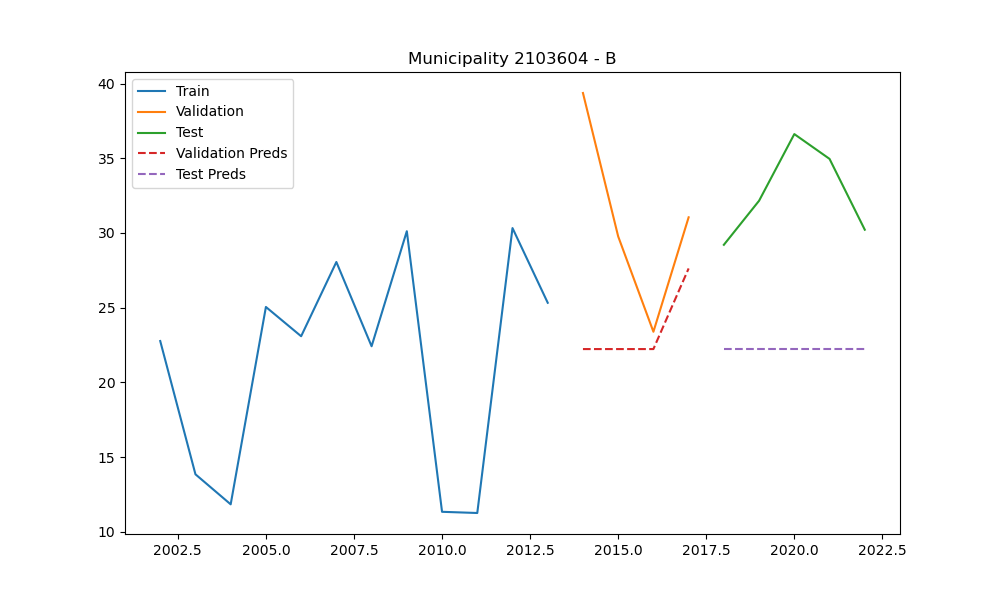 Municipality 2103604 - B
Train
Validation
Test
Validation Preds
Test Preds
40
35
30
25
20
15
10
2002.5 2005.0 2007.5 2010.0 2012.5 2015.0 2017.5 2020.0 2022.5